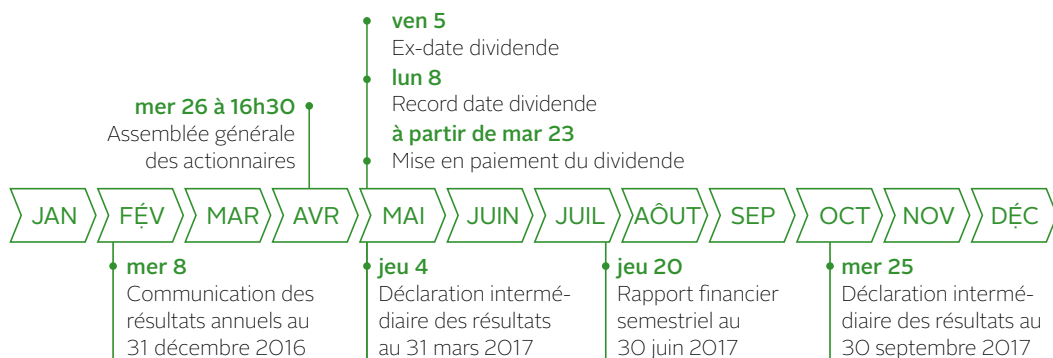 ven 5
Ex-date dividende
lun 8
Record date dividende
à partir de mar 23
Mise en paiement du dividende
mer 26 à 16h30
Assemblée générale
des actionnaires
JAN FÉV MAR AVR MAI JUIN JUIL AÔUT SEP OCT NOV DÉC
mer 8
Communication des
résultats annuels au
31 décembre 2016
jeu 4
Déclaration intermé-
diaire des résultats
au 31 mars 2017
jeu 20
Rapport financier
semestriel au
30 juin 2017
mer 25
Déclaration intermé-
diaire des résultats au
30 septembre 2017